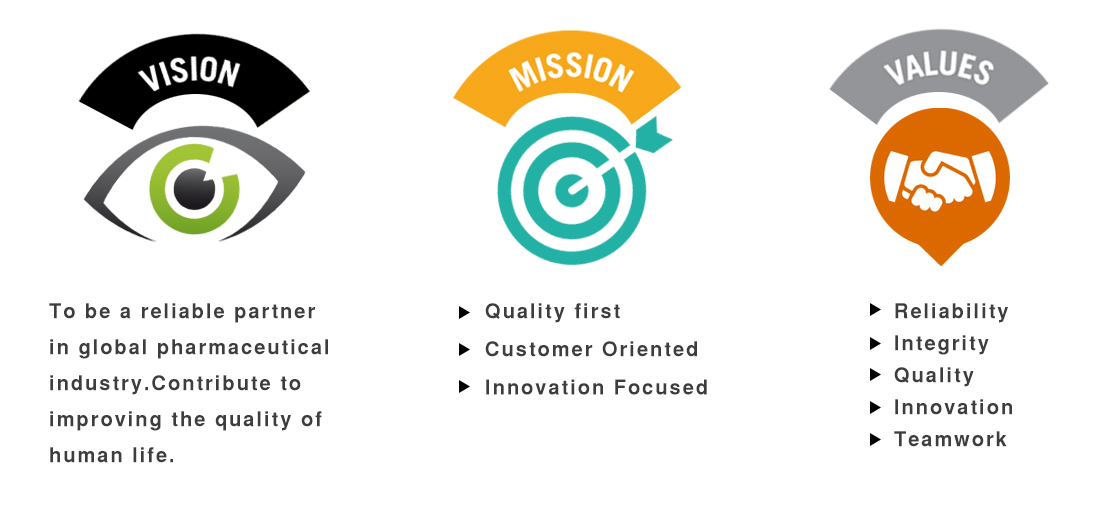 VISION
To be a reliable partner
in global pharmaceutical
industry.Contribute to
improving the quality of
human life.
MISSION
Quality first
Customer Oriented
Innovation Focused
VALUES
Reliability
Integrity
Quality
Innovation
Teamwork